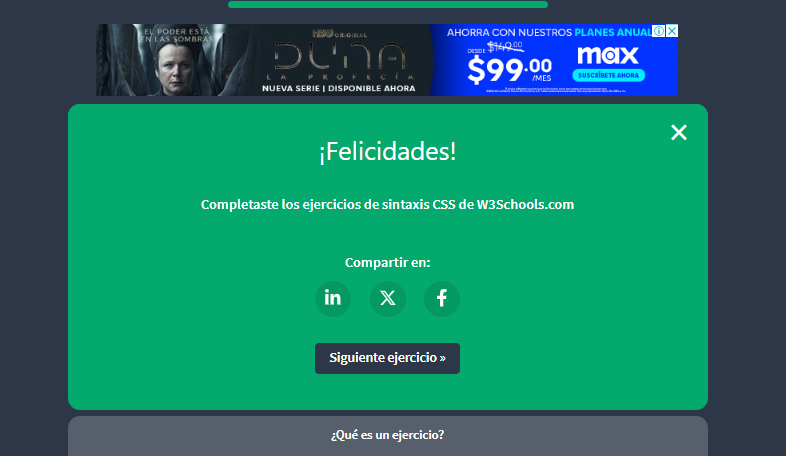 EL PODER ESTÁ
EN LAS SOMBRAS
HBO ORIGINAL
DUNA
LA PROFECÍA
NUEVA SERIE | DISPONIBLE AHORA
AHORRA CON NUESTROS PLANES ANUAL
DESDE $149.00
$99.00/MES
max
SUSCRÍBETE AHORA
¡Felicidades!
Completaste los ejercicios de sintaxis CSS de W3Schools.com
Compartir en:
Siguiente ejercicio »
¿Qué es un ejercicio?